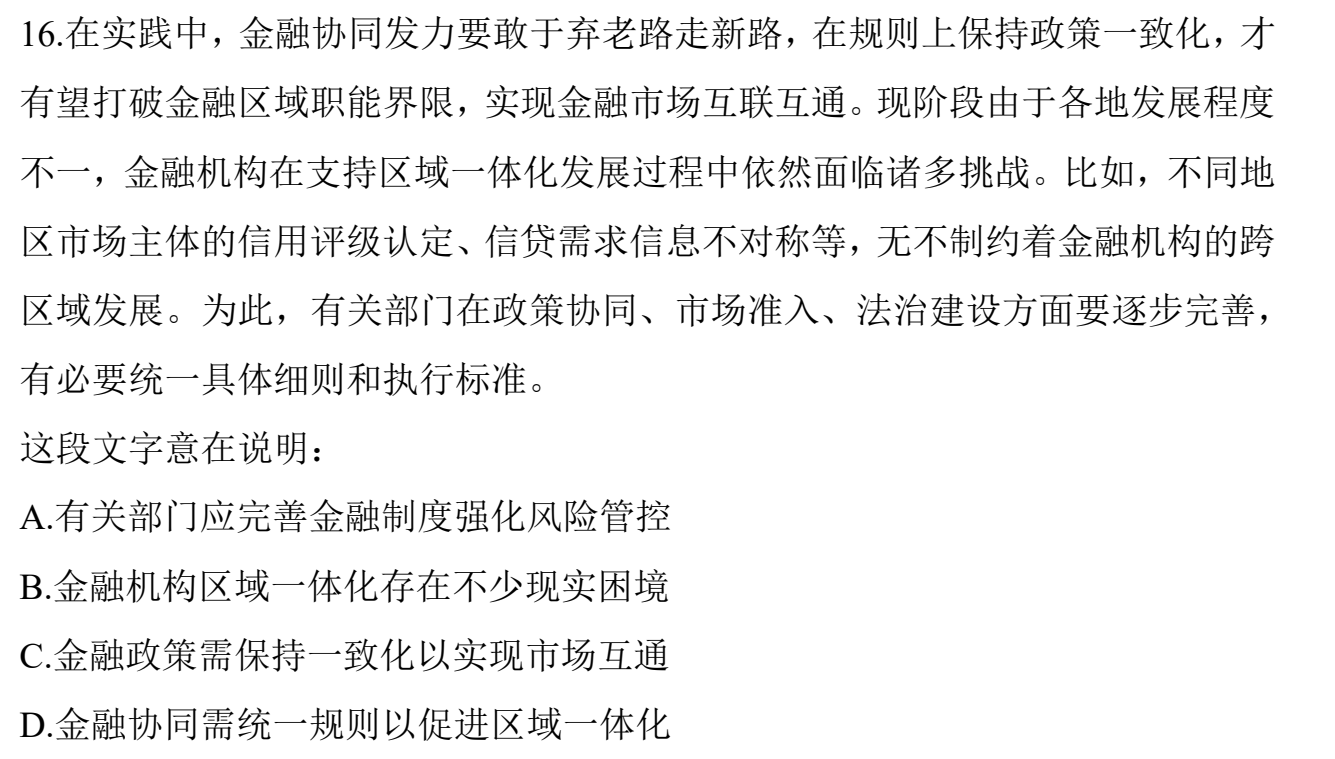 16.在实践中，金融协同发力要敢于弃老路走新路，在规则上保持政策一致化，才
有望打破金融区域职能界限，实现金融市场互联互通。现阶段由于各地发展程度
不一，金融机构在支持区域一体化发展过程中依然面临诸多挑战。比如，不同地
区市场主体的信用评级认定、信贷需求信息不对称等，无不制约着金融机构的跨
区域发展。为此，有关部门在政策协同、市场准入、法治建设方面要逐步完善，
有必要统一具体细则和执行标准。
这段文字意在说明：
A.有关部门应完善金融制度强化风险管控
B.金融机构区域一体化存在不少现实困境
C.金融政策需保持一致化以实现市场互通
D.金融协同需统一规则以促进区域一体化